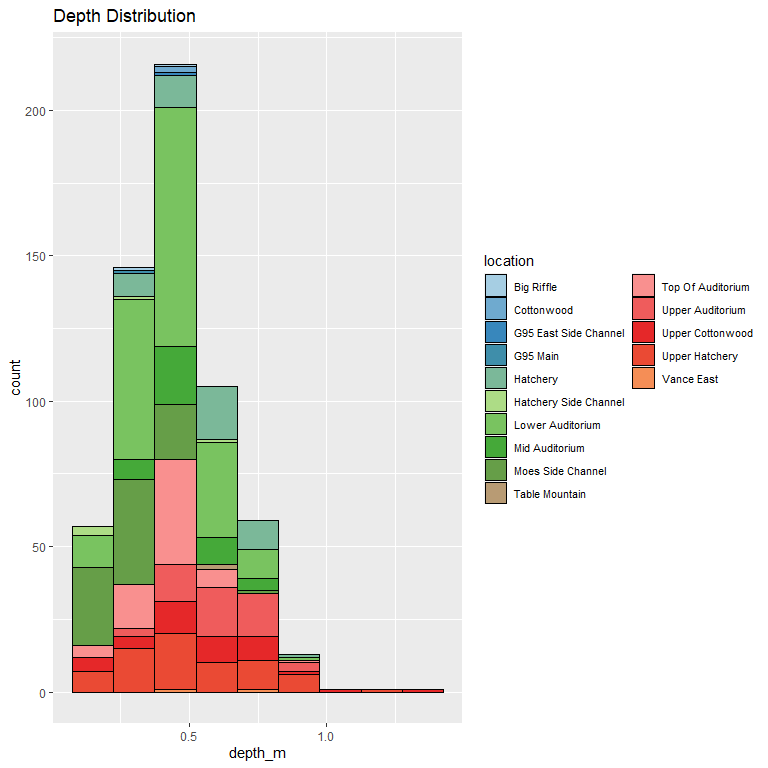 Depth Distribution
count
200
150
100
50
0
0.5
1.0
depth_m
location
Big Riffle
Cottonwood
G95 East Side Channel
G95 Main
Hatchery
Hatchery Side Channel
Lower Auditorium
Mid Auditorium
Moes Side Channel
Table Mountain
Top Of Auditorium
Upper Auditorium
Upper Cottonwood
Upper Hatchery
Vance East